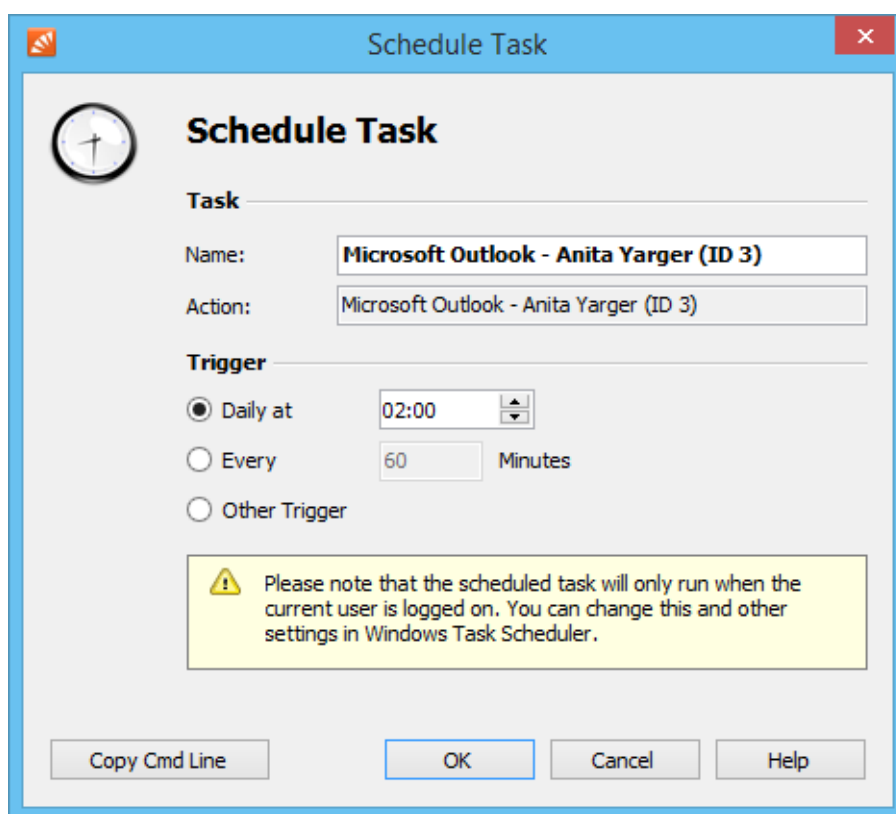 Schedule Task
Schedule Task
Task
Name: Microsoft Outlook - Anita Yarger (ID 3)
Action: Microsoft Outlook - Anita Yarger (ID 3)
Trigger
Daily at 02:00
Every 60 Minutes
Other Trigger
Please note that the scheduled task will only run when the
current user is logged on. You can change this and other
settings in Windows Task Scheduler.
Copy Cmd Line OK Cancel Help